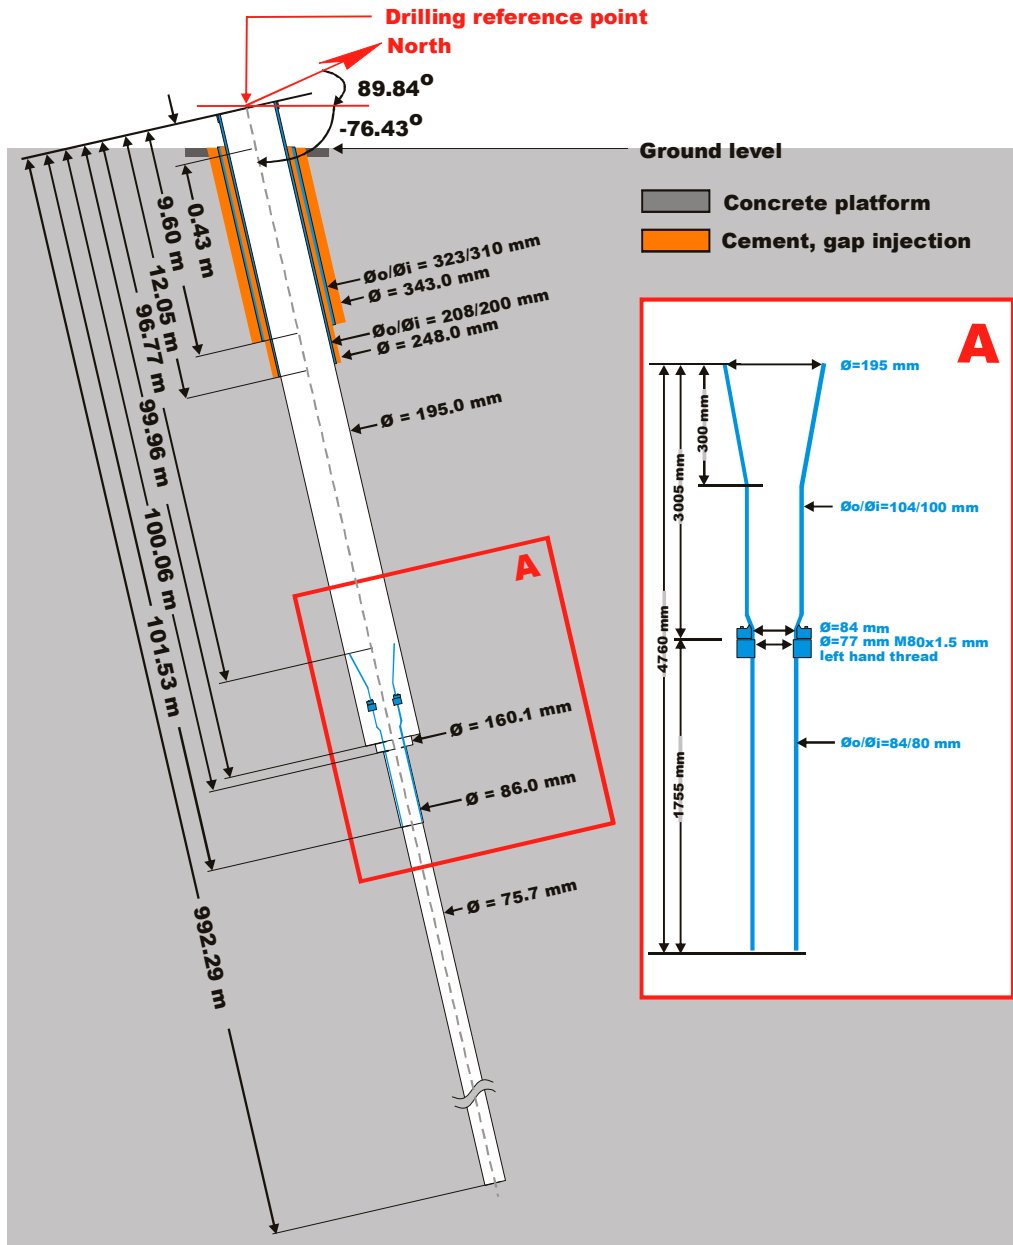 Drilling reference point
North
89.84°
-76.43°
Ground level
Concrete platform
Cement, gap injection
0.43 m
9.60 m
12.05 m
96.77 m
99.96 m
100.06 m
101.53 m
992.29 m
Øo/Øi = 323/310 mm
Ø = 343.0 mm
Øo/Øi = 208/200 mm
Ø = 248.0 mm
Ø = 195.0 mm
A
Ø = 160.1 mm
Ø = 86.0 mm
Ø = 75.7 mm
A
Ø=195 mm
300 mm
3005 mm
4760 mm
1755 mm
Øo/Øi=104/100 mm
Ø=84 mm
Ø=77 mm M80x1.5 mm
left hand thread
Øo/Øi=84/80 mm